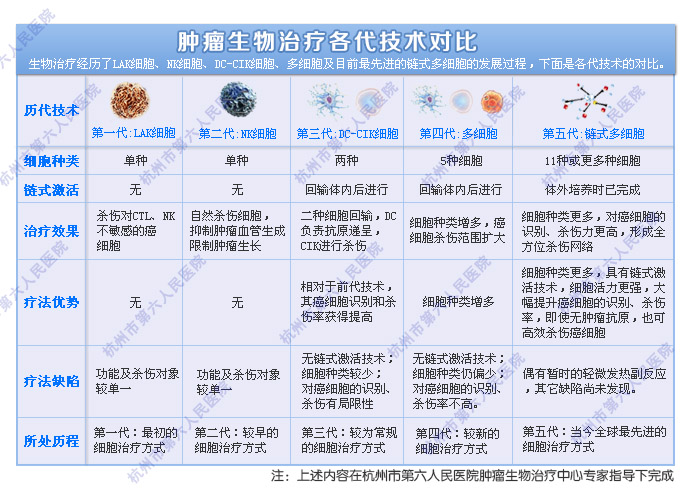 肿瘤生物治疗各代技术对比
生物治疗经历了LAK细胞、NK细胞、DC-CIK细胞、多细胞及目前最先进的链式多细胞的发展过程，下面是各代技术的对比。
历代技术
第一代:LAK细胞
第二代:NK细胞
第三代:DC-CIK细胞
第四代:多细胞
第五代:链式多细胞
细胞种类
单种
单种
两种
5种细胞
11种或更多种细胞
链式激活
无
无
回输体内后进行
回输体内后进行
体外培养时已完成
治疗效果
杀伤对CTL、NK
不敏感的癌
细胞
自然杀伤细胞，
抑制肿瘤血管生成
限制肿瘤生长
二种细胞回输，DC
负责抗原递呈，
CIK进行杀伤
细胞种类增多，癌
细胞杀伤范围扩大
细胞种类更多，对癌细胞的
识别、杀伤力更高，形成全
方位杀伤网络
疗法优势
无
无
相对于前代技术，
其癌细胞识别和杀
伤率获得提高
细胞种类增多
细胞种类更多，具有链式激
活技术，细胞活力更强，大
幅提升癌细胞的识别、杀伤
率，即使无肿瘤抗原，也可
高效杀伤癌细胞
疗法缺陷
功能及杀伤对象
较单一
功能及杀伤对象
较单一
无链式激活技术；
细胞种类较少；
对癌细胞的识别、
杀伤有局限性
无链式激活技术；
细胞种类仍偏少；
对癌细胞的识别、
杀伤率不高。
偶有暂时的轻微发热副反应
，其它缺陷尚未发现。
所处历程
第一代：最初的
细胞治疗方式
第二代：较早的
细胞治疗方式
第三代：较为常规
的细胞治疗方式
第四代：较新的
细胞治疗方式
第五代：当今全球最先进的
细胞治疗方式
注：上述内容在杭州市第六人民医院肿瘤生物治疗中心专家指导下完成
杭州市第六人民医院